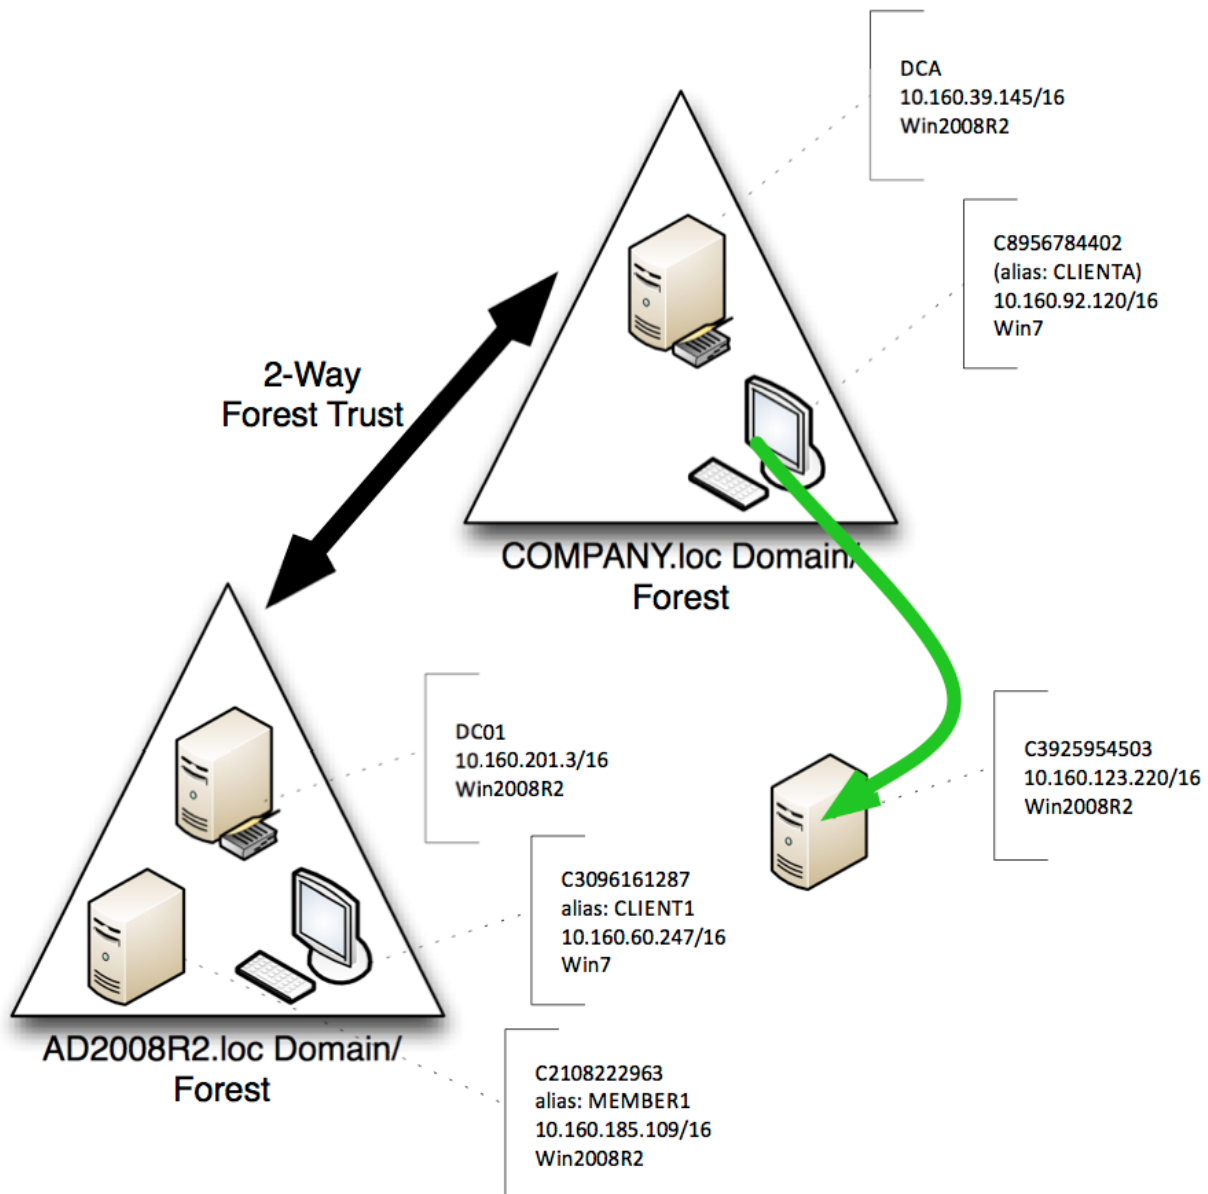 DCA
10.160.39.145/16
Win2008R2
C8956784402
(alias: CLIENTA)
10.160.92.120/16
Win7
2-Way
Forest Trust
COMPANY.loc Domain/
Forest
DC01
10.160.201.3/16
Win2008R2
C3925954503
10.160.123.220/16
Win2008R2
C3096161287
alias: CLIENT1
10.160.60.247/16
Win7
AD2008R2.loc Domain/
Forest
C2108222963
alias: MEMBER1
10.160.185.109/16
Win2008R2